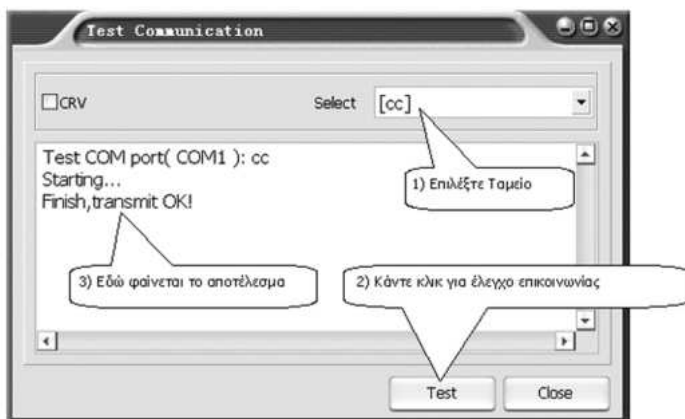 Test Communication
CRV Select [cc]
Test COM port( COM1 ): cc
Starting...
Finish,transmit OK!
1) Επιλέξτε Ταμείο
3) Εδώ φαίνεται το αποτέλεσμα
2) Κάντε κλικ για έλεγχο επικοινωνίας
Test Close